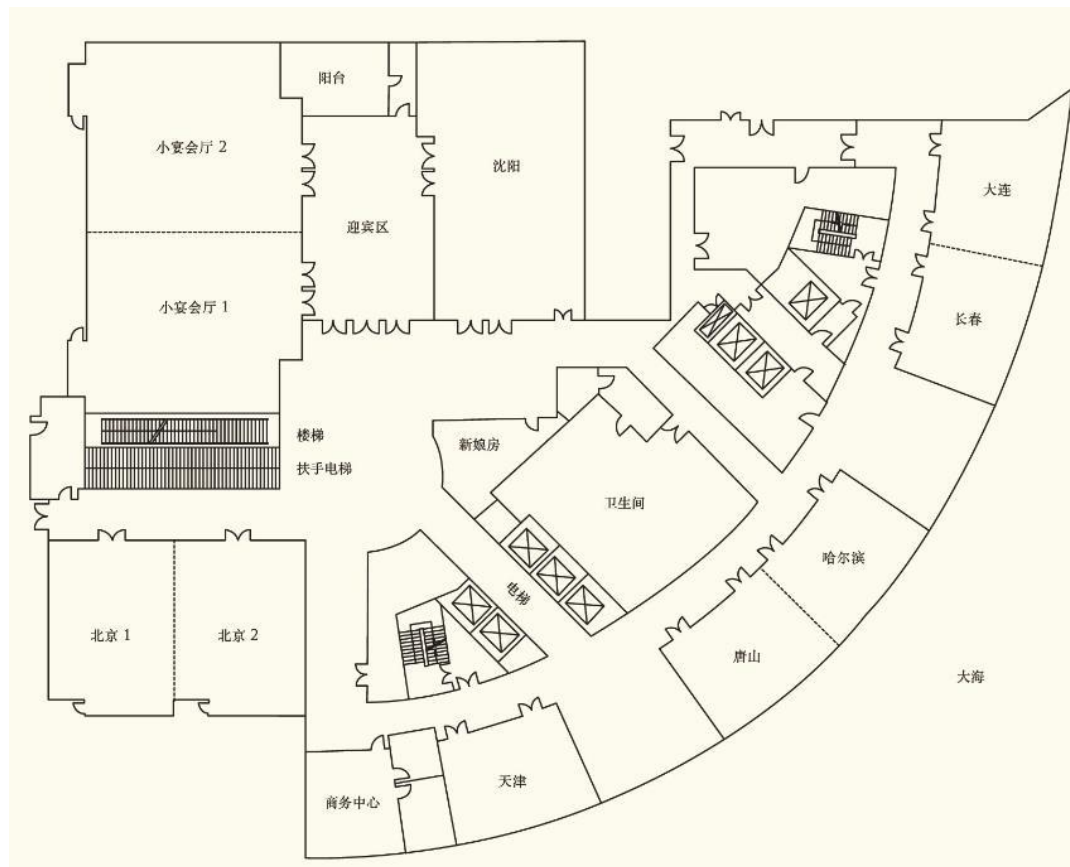 阳台
小宴会厅 2
沈阳
迎宾区
大连
小宴会厅 1
长春
楼梯
新娘房
扶手电梯
卫生间
哈尔滨
电梯
北京 1
北京 2
唐山
大海
天津
商务中心